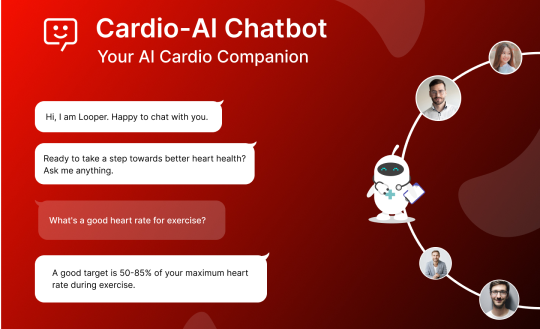 Cardio-AI Chatbot
Your AI Cardio Companion
Hi, I am Looper. Happy to chat with you.
Ready to take a step towards better heart health?
Ask me anything.
What's a good heart rate for exercise?
A good target is 50-85% of your maximum heart
rate during exercise.